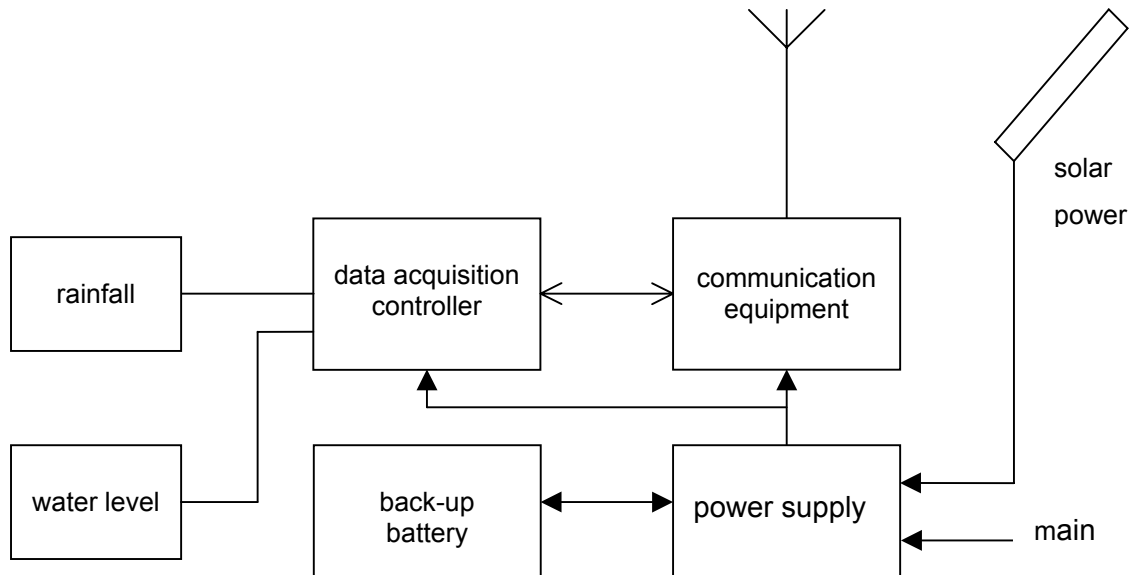 solar
power
rainfall
data acquisition
controller
communication
equipment
water level
back-up
battery
power supply
main